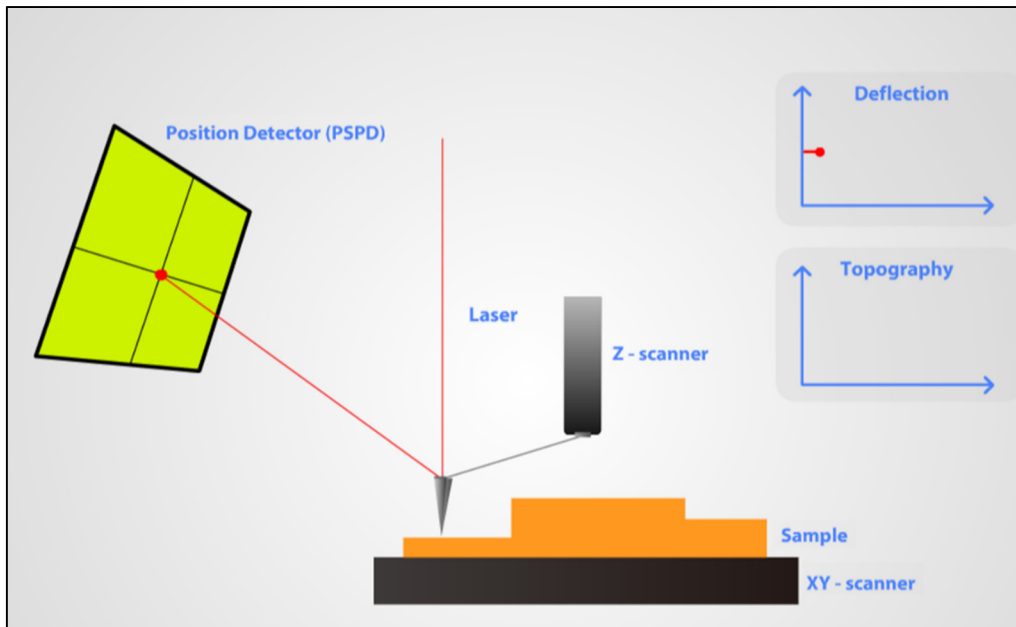 Position Detector (PSPD)
Deflection
Topography
Laser
Z - scanner
Sample
XY - scanner